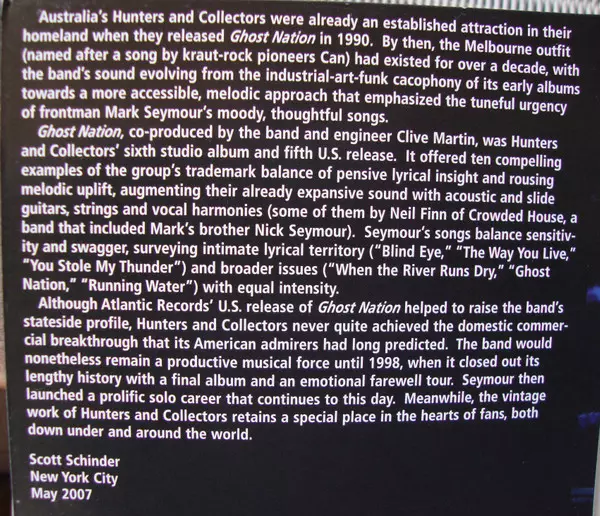 Australia's Hunters and Collectors were already an established attraction in their
homeland when they released Ghost Nation in 1990. By then, the Melbourne outfit
(named after a song by kraut-rock pioneers Can) had existed for over a decade, with
the band's sound evolving from the industrial-art-funk cacophony of its early albums
towards a more accessible, melodic approach that emphasized the tuneful urgency
of frontman Mark Seymour's moody, thoughtful songs.
Ghost Nation, co-produced by the band and engineer Clive Martin, was Hunters
and Collectors' sixth studio album and fifth U.S. release. It offered ten compelling
examples of the group's trademark balance of pensive lyrical insight and rousing
melodic uplift, augmenting their already expansive sound with acoustic and slide
guitars, strings and vocal harmonies (some of them by Neil Finn of Crowded House, a
band that included Mark's brother Nick Seymour). Seymour's songs balance sensitiv-
ity and swagger, surveying intimate lyrical territory ("Blind Eye," "The Way You Live,"
"You Stole My Thunder") and broader issues ("When the River Runs Dry," "Ghost
Nation," "Running Water") with equal intensity.
Although Atlantic Records' U.S. release of Ghost Nation helped to raise the band's
stateside profile, Hunters and Collectors never quite achieved the domestic commer-
cial breakthrough that its American admirers had long predicted. The band would
nonetheless remain a productive musical force until 1998, when it closed out its
lengthy history with a final album and an emotional farewell tour. Seymour then
launched a prolific solo career that continues to this day. Meanwhile, the vintage
work of Hunters and Collectors retains a special place in the hearts of fans, both
down under and around the world.
Scott Schinder
New York City
May 2007